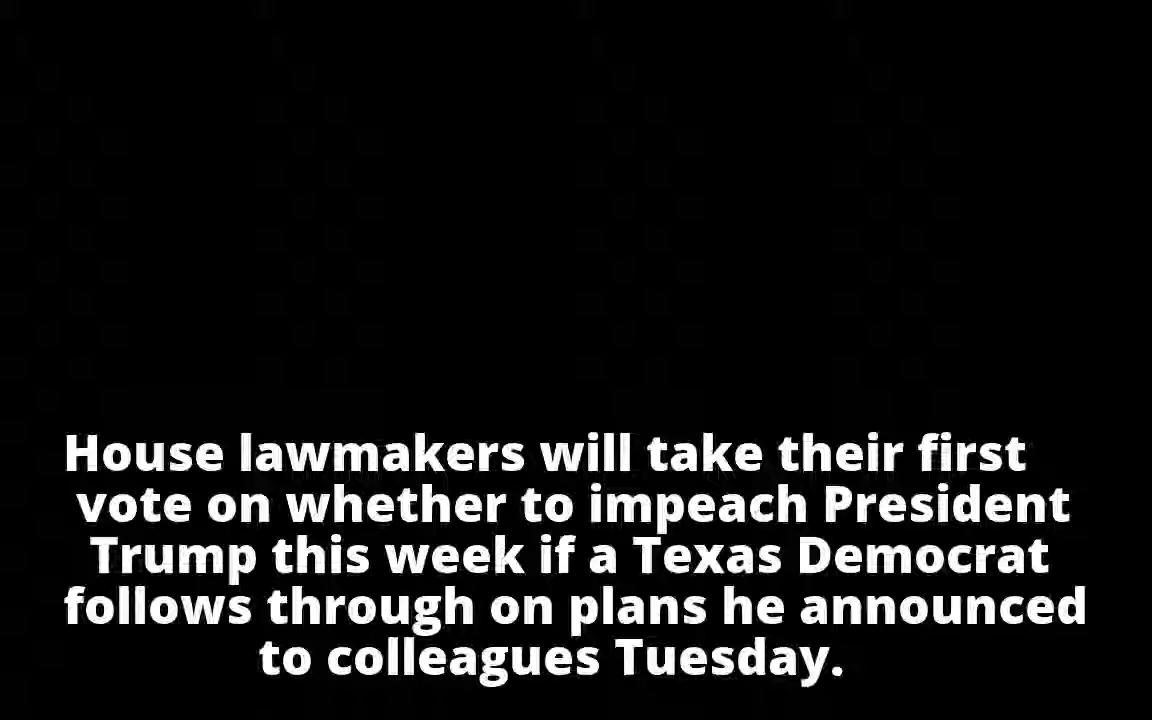 House lawmakers will take their first
vote on whether to impeach President
Trump this week if a Texas Democrat
follows through on plans he announced
to colleagues Tuesday.